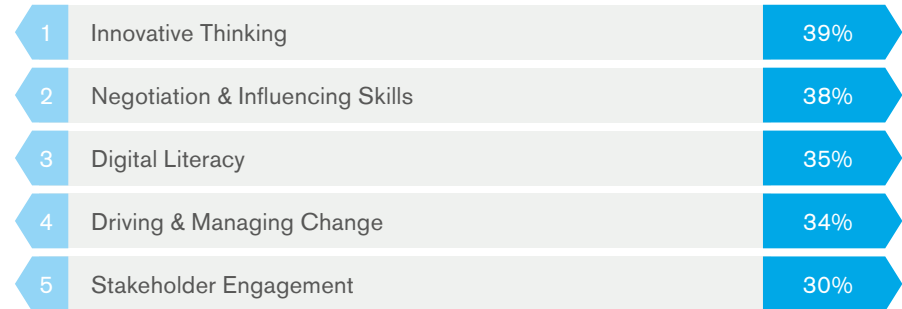 1 Innovative Thinking 39%
2 Negotiation & Influencing Skills 38%
3 Digital Literacy 35%
4 Driving & Managing Change 34%
5 Stakeholder Engagement 30%